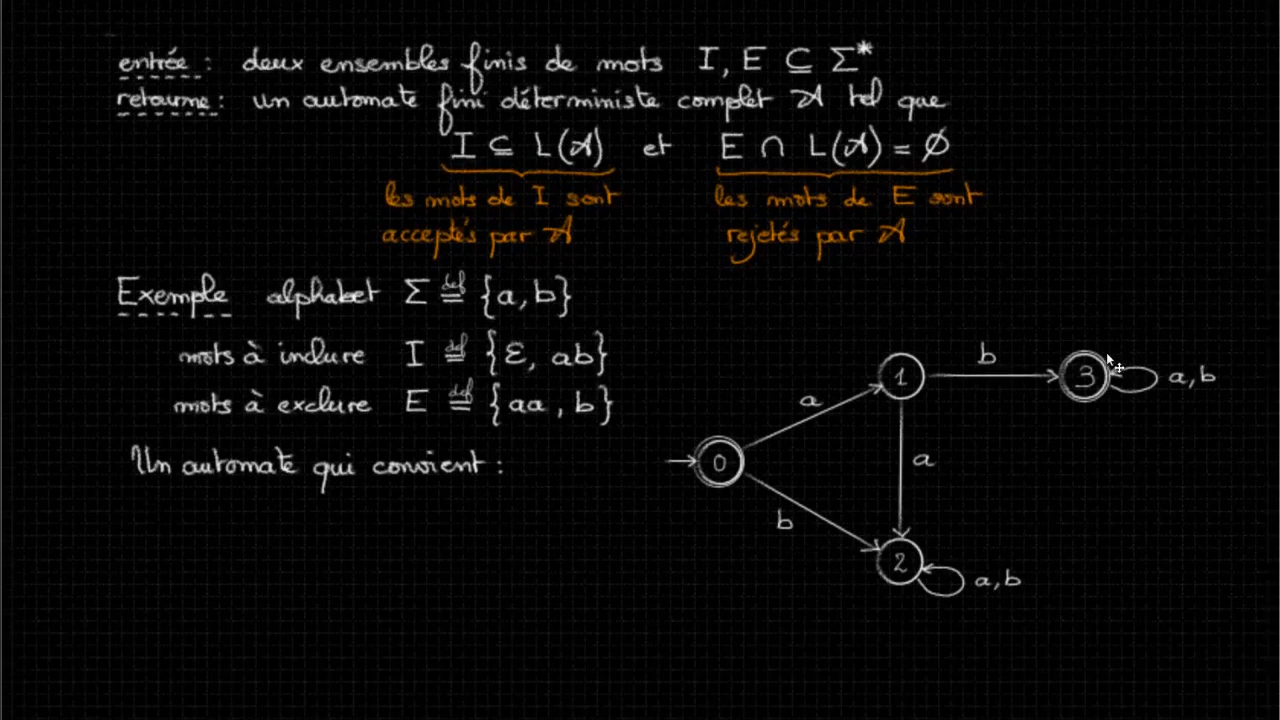 entrée : deux ensembles finis de mots I, E ⊆ Σ*
retourne : un automate fini déterministe complet 𝒜 tel que
I ⊆ L(𝒜) et E ∩ L(𝒜) = ∅
les mots de I sont acceptés par 𝒜
les mots de E sont rejetés par 𝒜
Exemple alphabet Σ ≝ {a, b}
mots à inclure I ≝ {ε, ab}
mots à exclure E ≝ {aa, b}
Un automate qui convient :
0
a
b
1
b
a
3
a, b
2
a, b